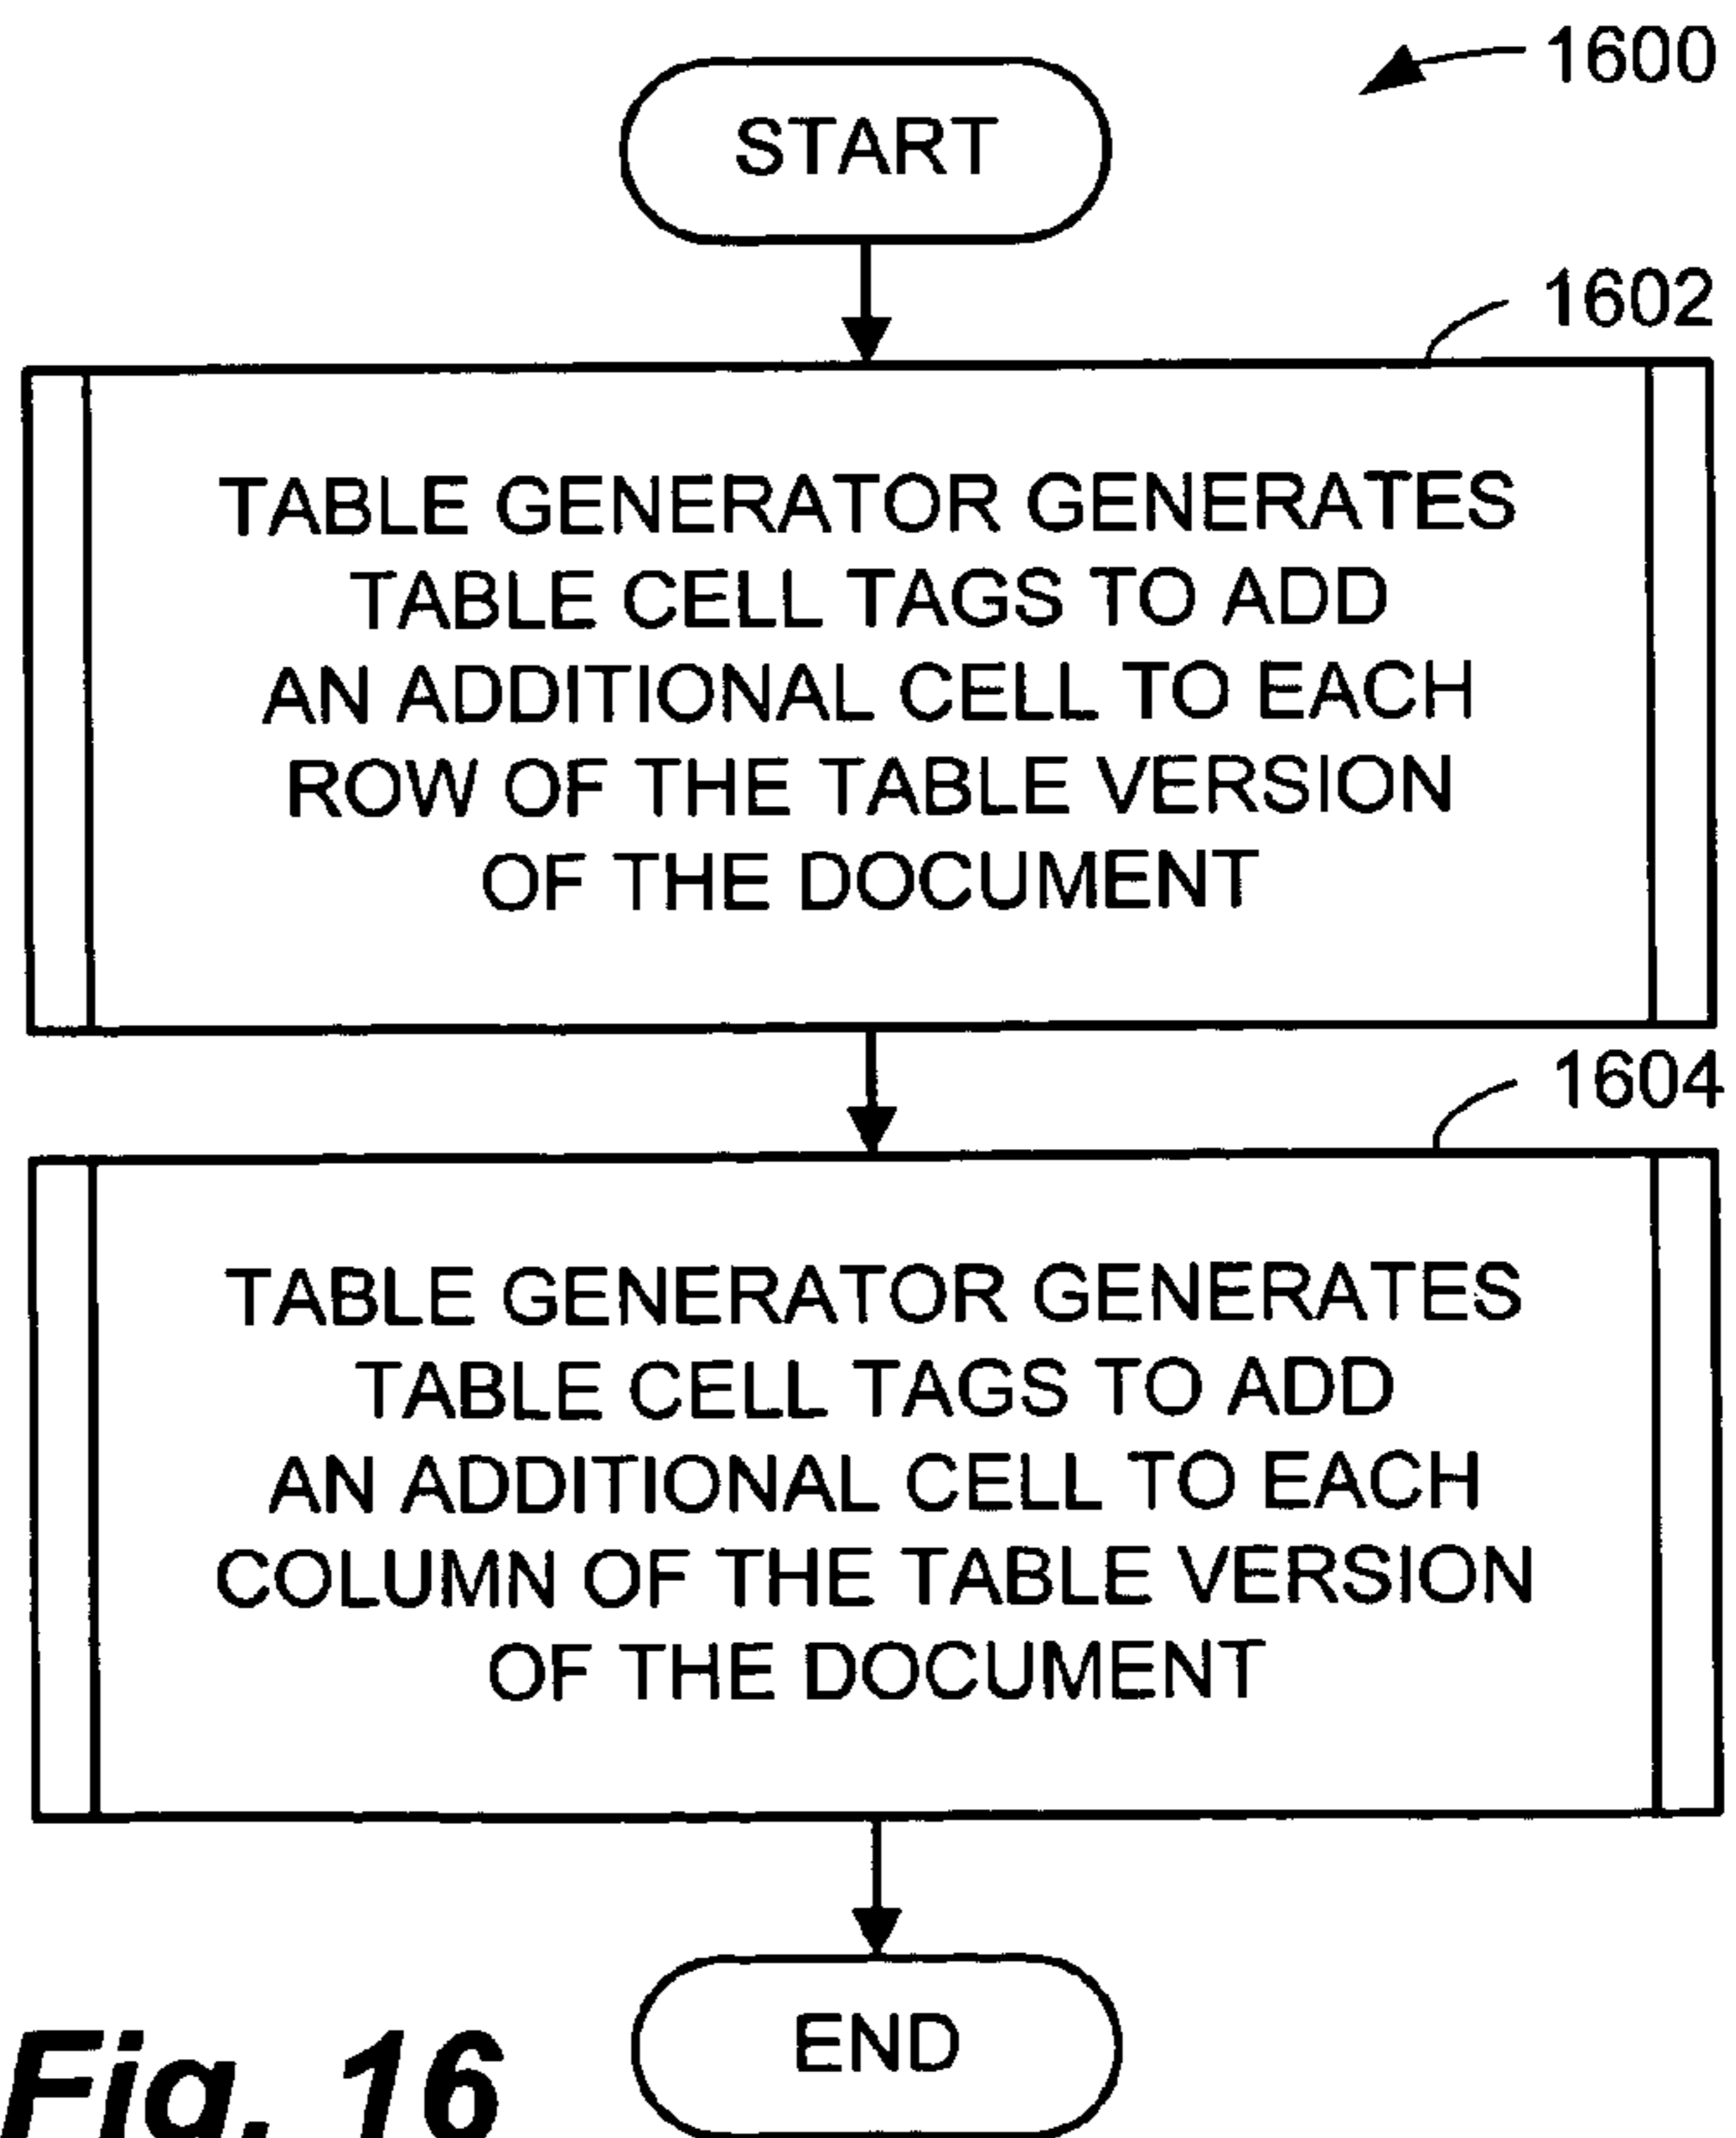 1600
START
1602
TABLE GENERATOR GENERATES
TABLE CELL TAGS TO ADD
AN ADDITIONAL CELL TO EACH
ROW OF THE TABLE VERSION
OF THE DOCUMENT
1604
TABLE GENERATOR GENERATES
TABLE CELL TAGS TO ADD
AN ADDITIONAL CELL TO EACH
COLUMN OF THE TABLE VERSION
OF THE DOCUMENT
END
Fig. 16